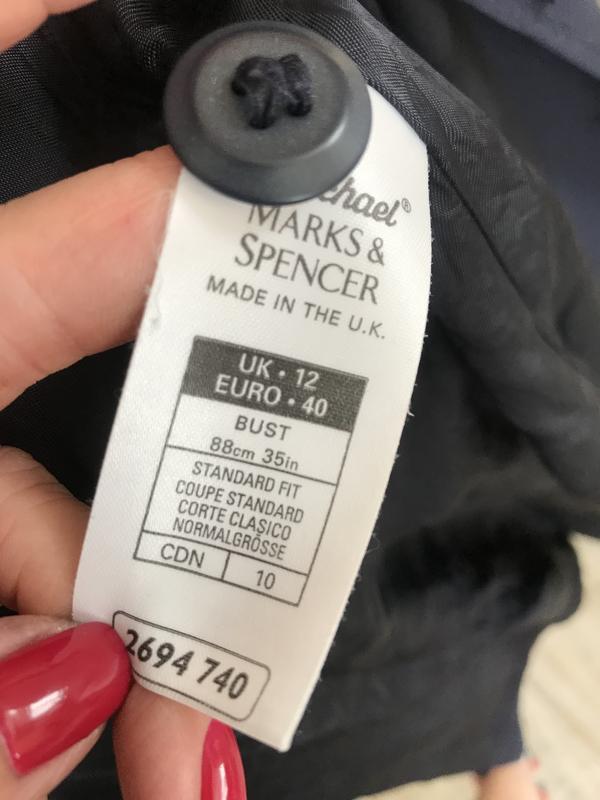 MARKS &
SPENCER
MADE IN THE U.K.
UK • 12
EURO • 40
BUST
88cm 35in
STANDARD FIT
COUPE STANDARD
CORTE CLASICO
NORMALGRÖSSE
CDN 10
2694 740